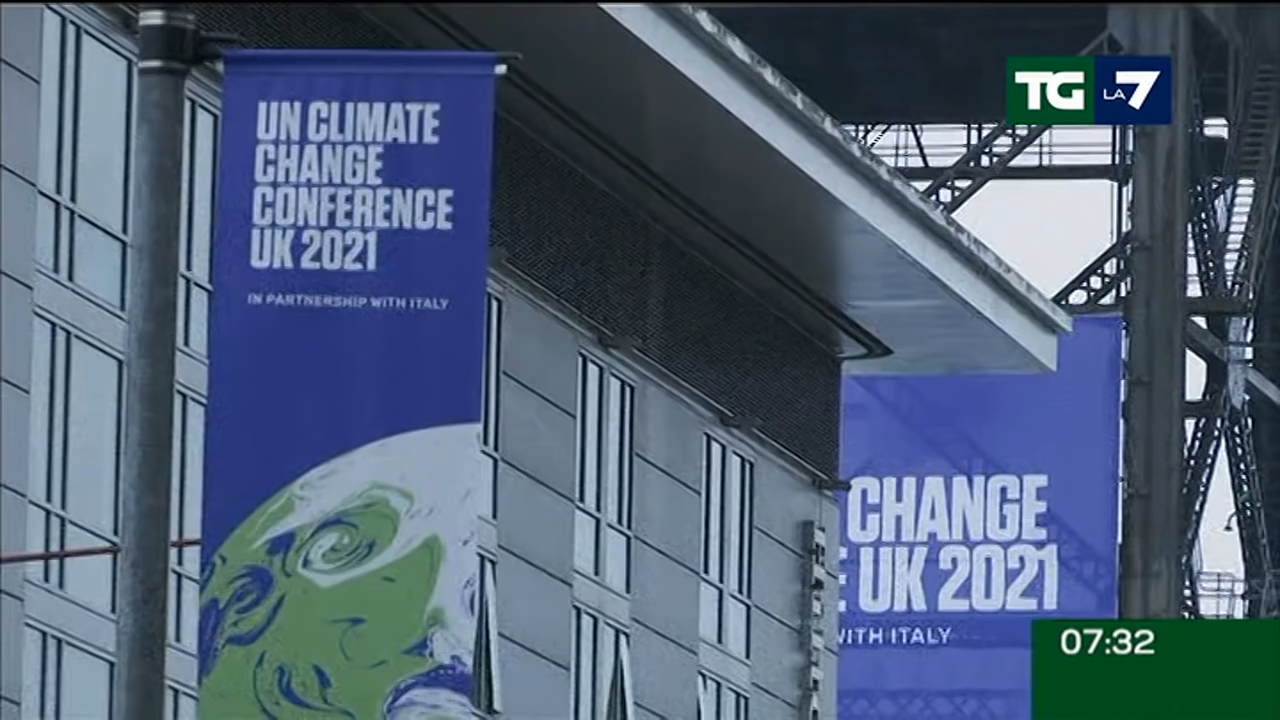 UN CLIMATE
CHANGE
CONFERENCE
UK 2021
IN PARTNERSHIP WITH ITALY
TG LA7
CHANGE
E UK 2021
WITH ITALY
07:32